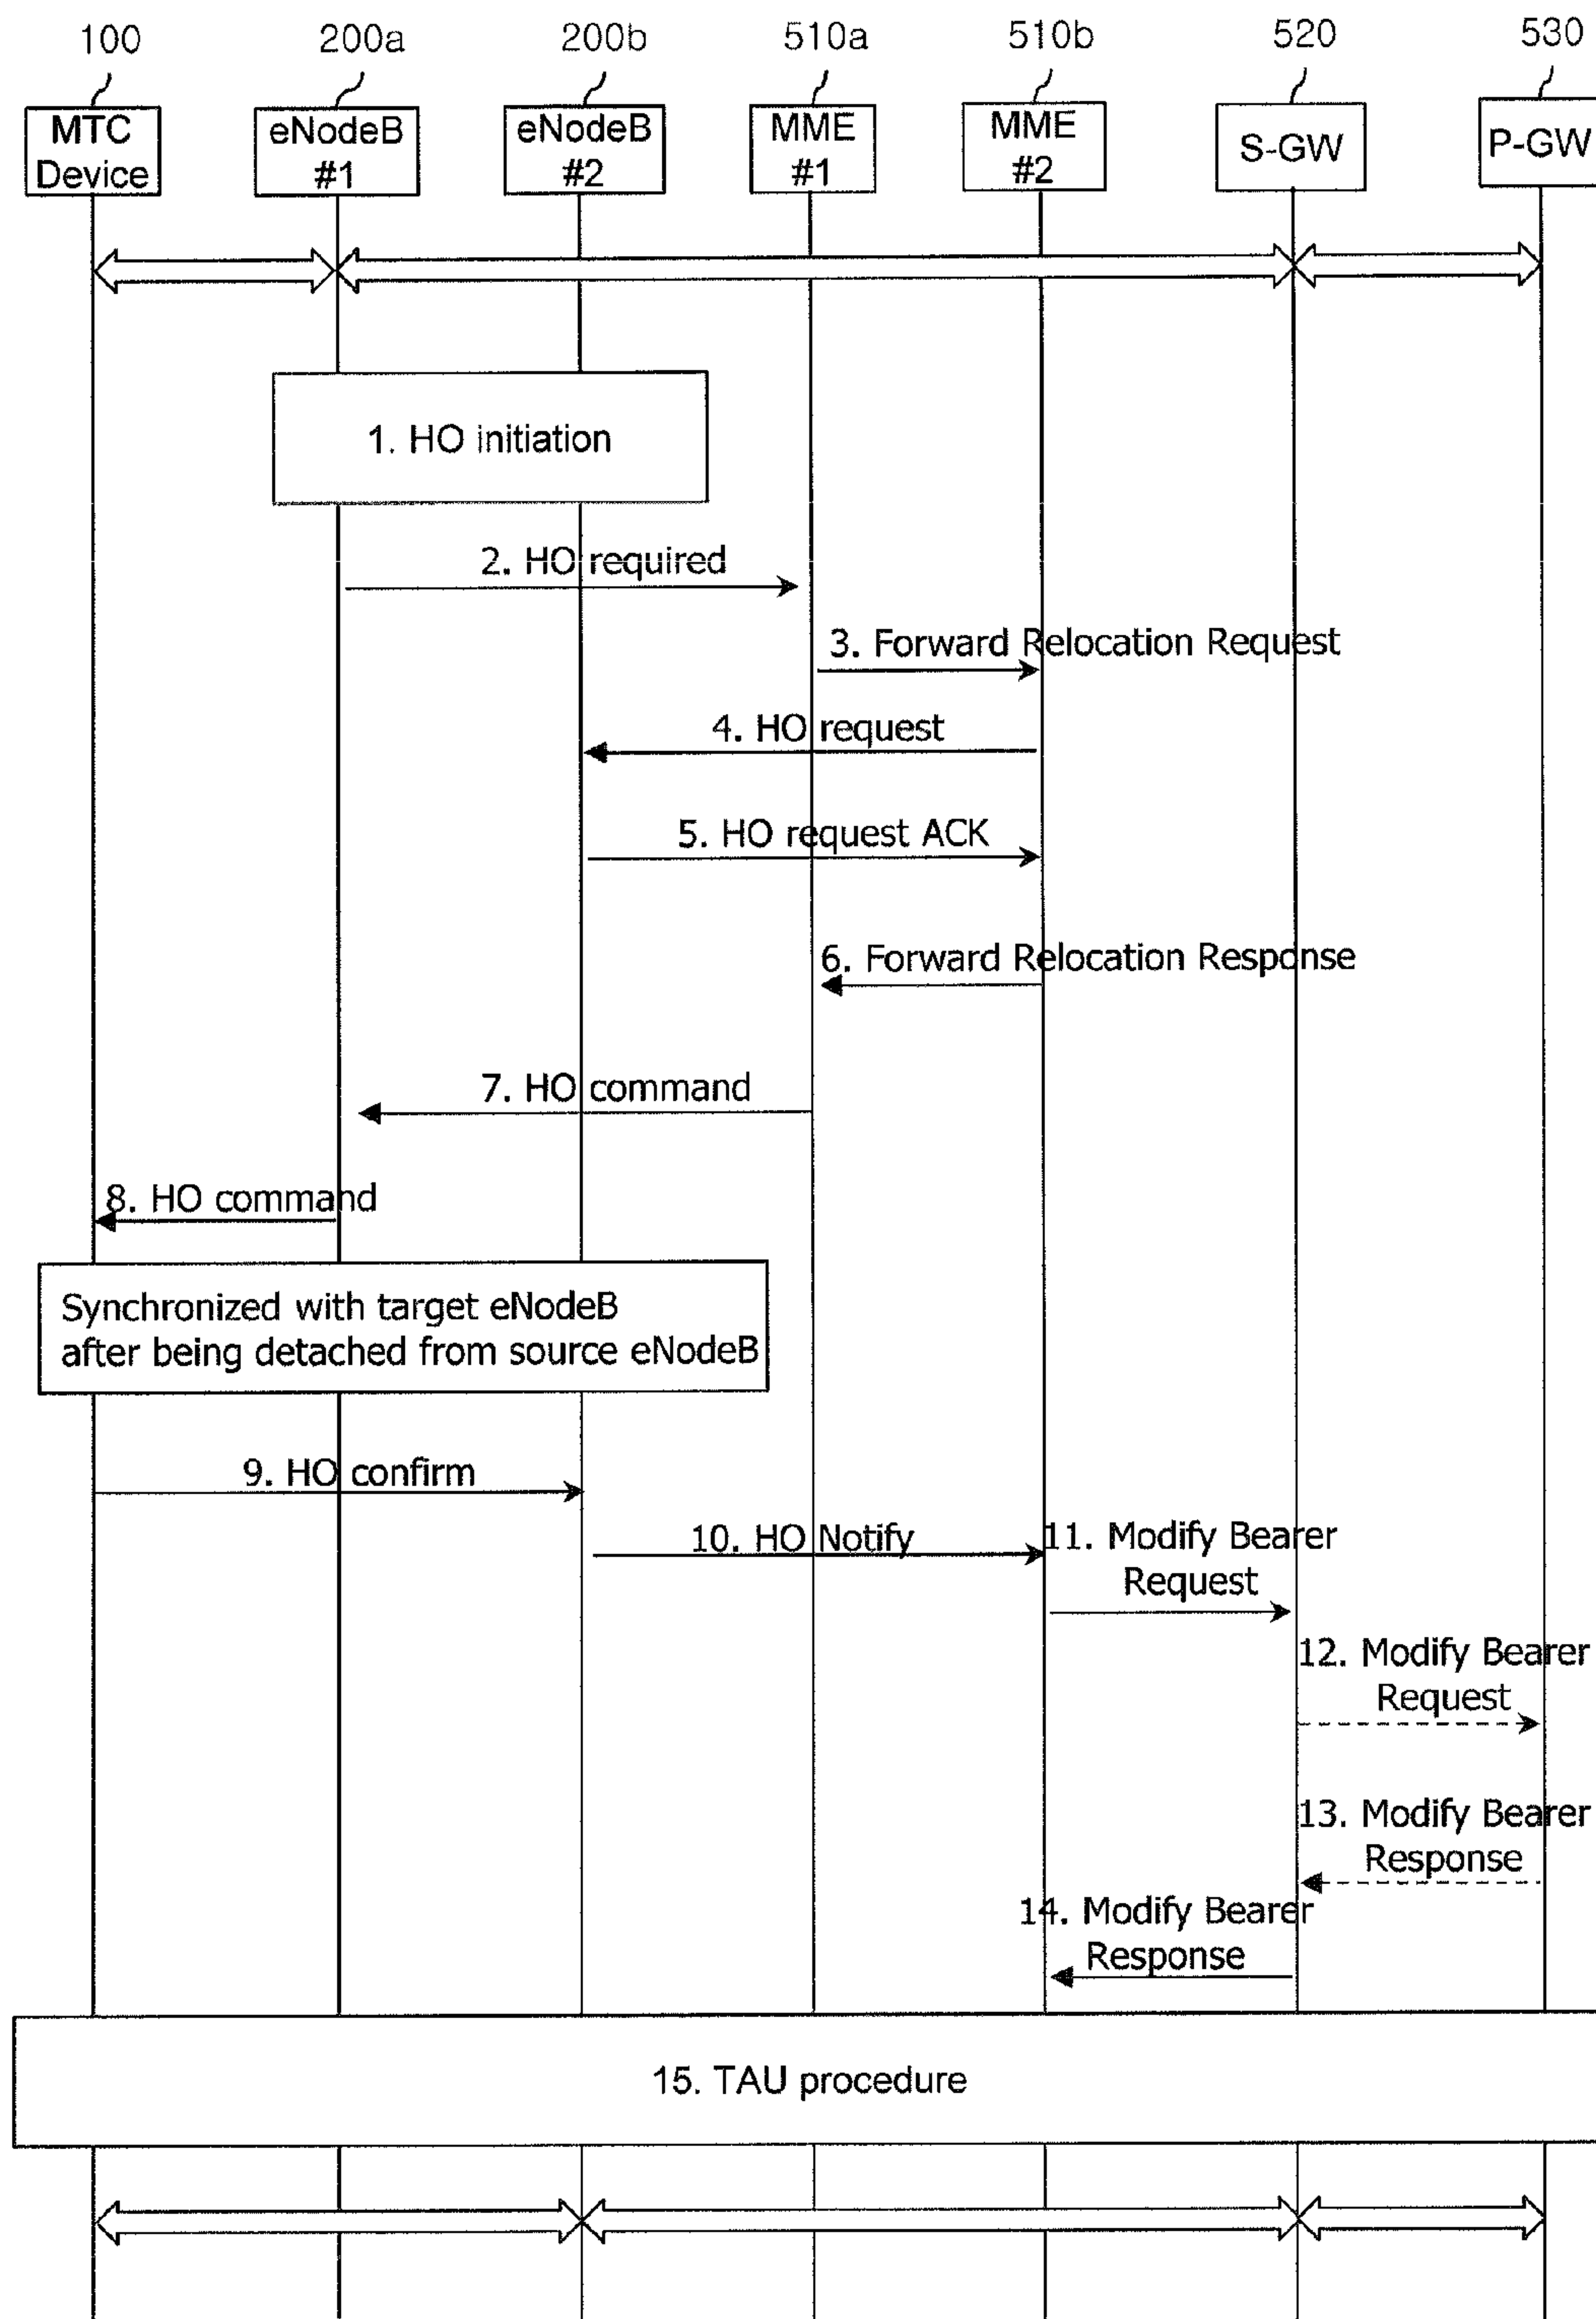 100
200a
200b
510a
510b
520
530
MTC
Device
eNodeB
#1
eNodeB
#2
MME
#1
MME
#2
S-GW
P-GW
1. HO initiation
2. HO required
3. Forward Relocation Request
4. HO request
5. HO request ACK
6. Forward Relocation Response
7. HO command
8. HO command
Synchronized with target eNodeB
after being detached from source eNodeB
9. HO confirm
10. HO Notify
11. Modify Bearer
Request
12. Modify Bearer
Request
13. Modify Bearer
Response
14. Modify Bearer
Response
15. TAU procedure